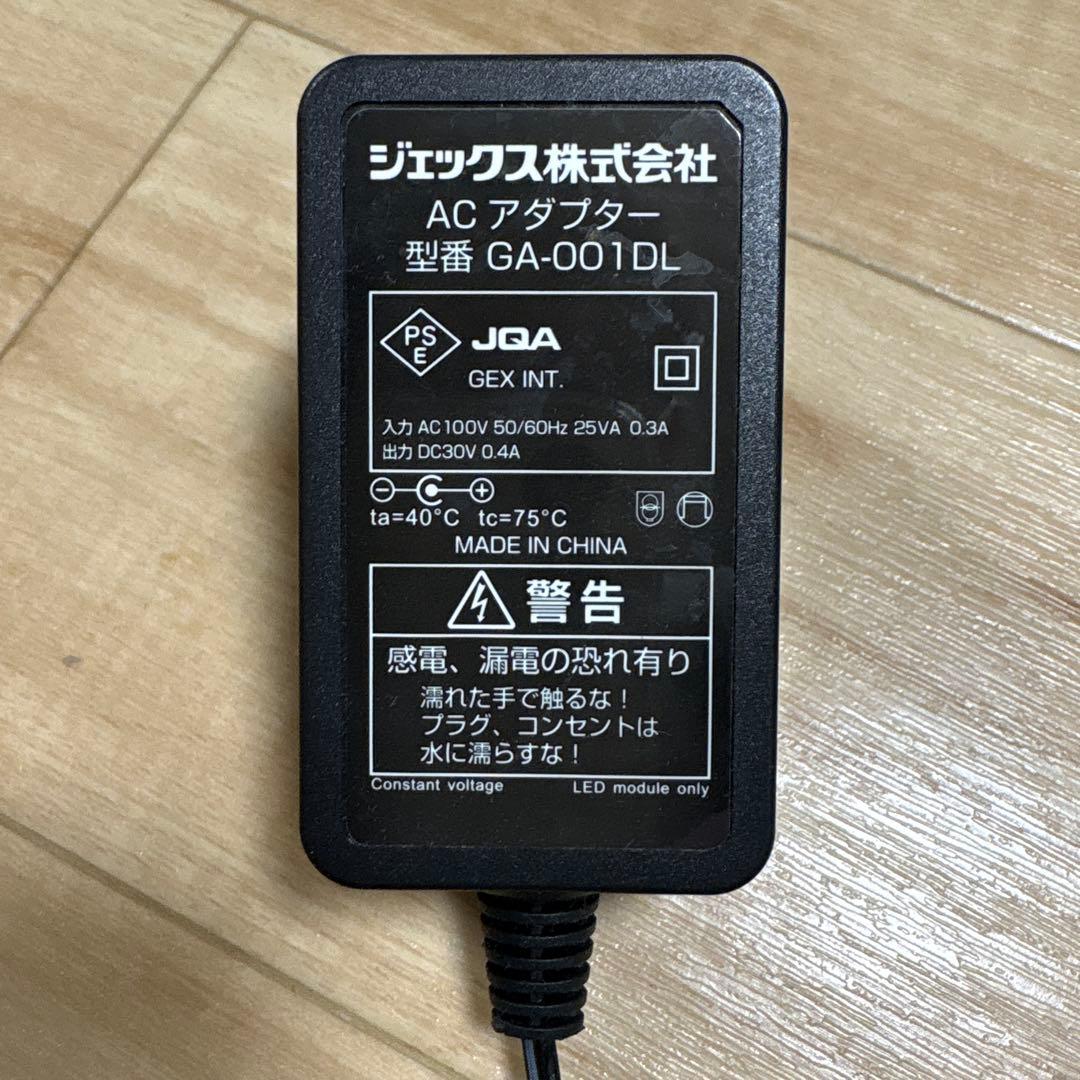 ジェックス株式会社
AC アダプター
型番 GA-001DL
PS
E
JQA
GEX INT.
入力 AC100V 50/60Hz 25VA 0.3A
出力 DC30V 0.4A
ta=40°C tc=75°C
MADE IN CHINA
警告
感電、漏電の恐れ有り
濡れた手で触るな!
プラグ、コンセントは
水に濡らすな!
Constant voltage LED module only